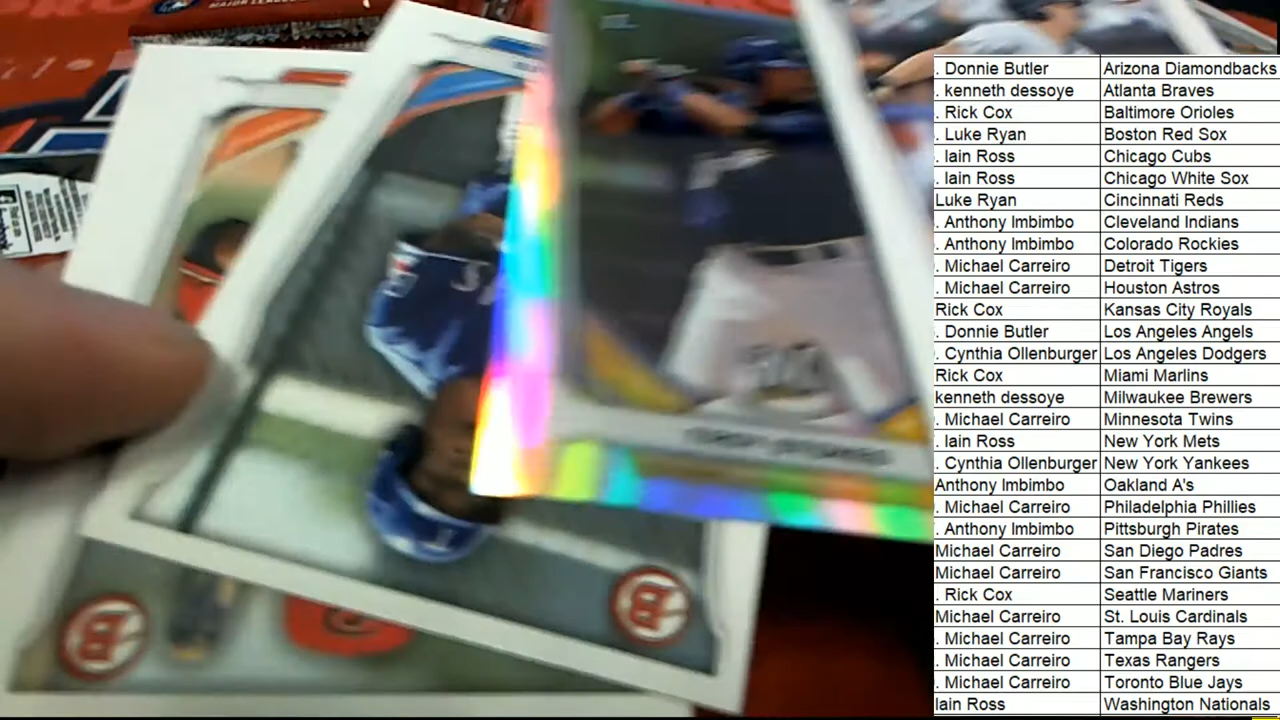 MAJOR LEAGUE
. Donnie Butler Arizona Diamondbacks
. kenneth dessoye Atlanta Braves
. Rick Cox Baltimore Orioles
. Luke Ryan Boston Red Sox
. Iain Ross Chicago Cubs
. Iain Ross Chicago White Sox
Luke Ryan Cincinnati Reds
. Anthony Imbimbo Cleveland Indians
. Anthony Imbimbo Colorado Rockies
. Michael Carreiro Detroit Tigers
. Michael Carreiro Houston Astros
Rick Cox Kansas City Royals
. Donnie Butler Los Angeles Angels
. Cynthia Ollenburger Los Angeles Dodgers
Rick Cox Miami Marlins
kenneth dessoye Milwaukee Brewers
. Michael Carreiro Minnesota Twins
. Iain Ross New York Mets
. Cynthia Ollenburger New York Yankees
Anthony Imbimbo Oakland A's
. Michael Carreiro Philadelphia Phillies
. Anthony Imbimbo Pittsburgh Pirates
Michael Carreiro San Diego Padres
Michael Carreiro San Francisco Giants
. Rick Cox Seattle Mariners
Michael Carreiro St. Louis Cardinals
. Michael Carreiro Tampa Bay Rays
. Michael Carreiro Texas Rangers
. Michael Carreiro Toronto Blue Jays
Iain Ross Washington Nationals
B
B